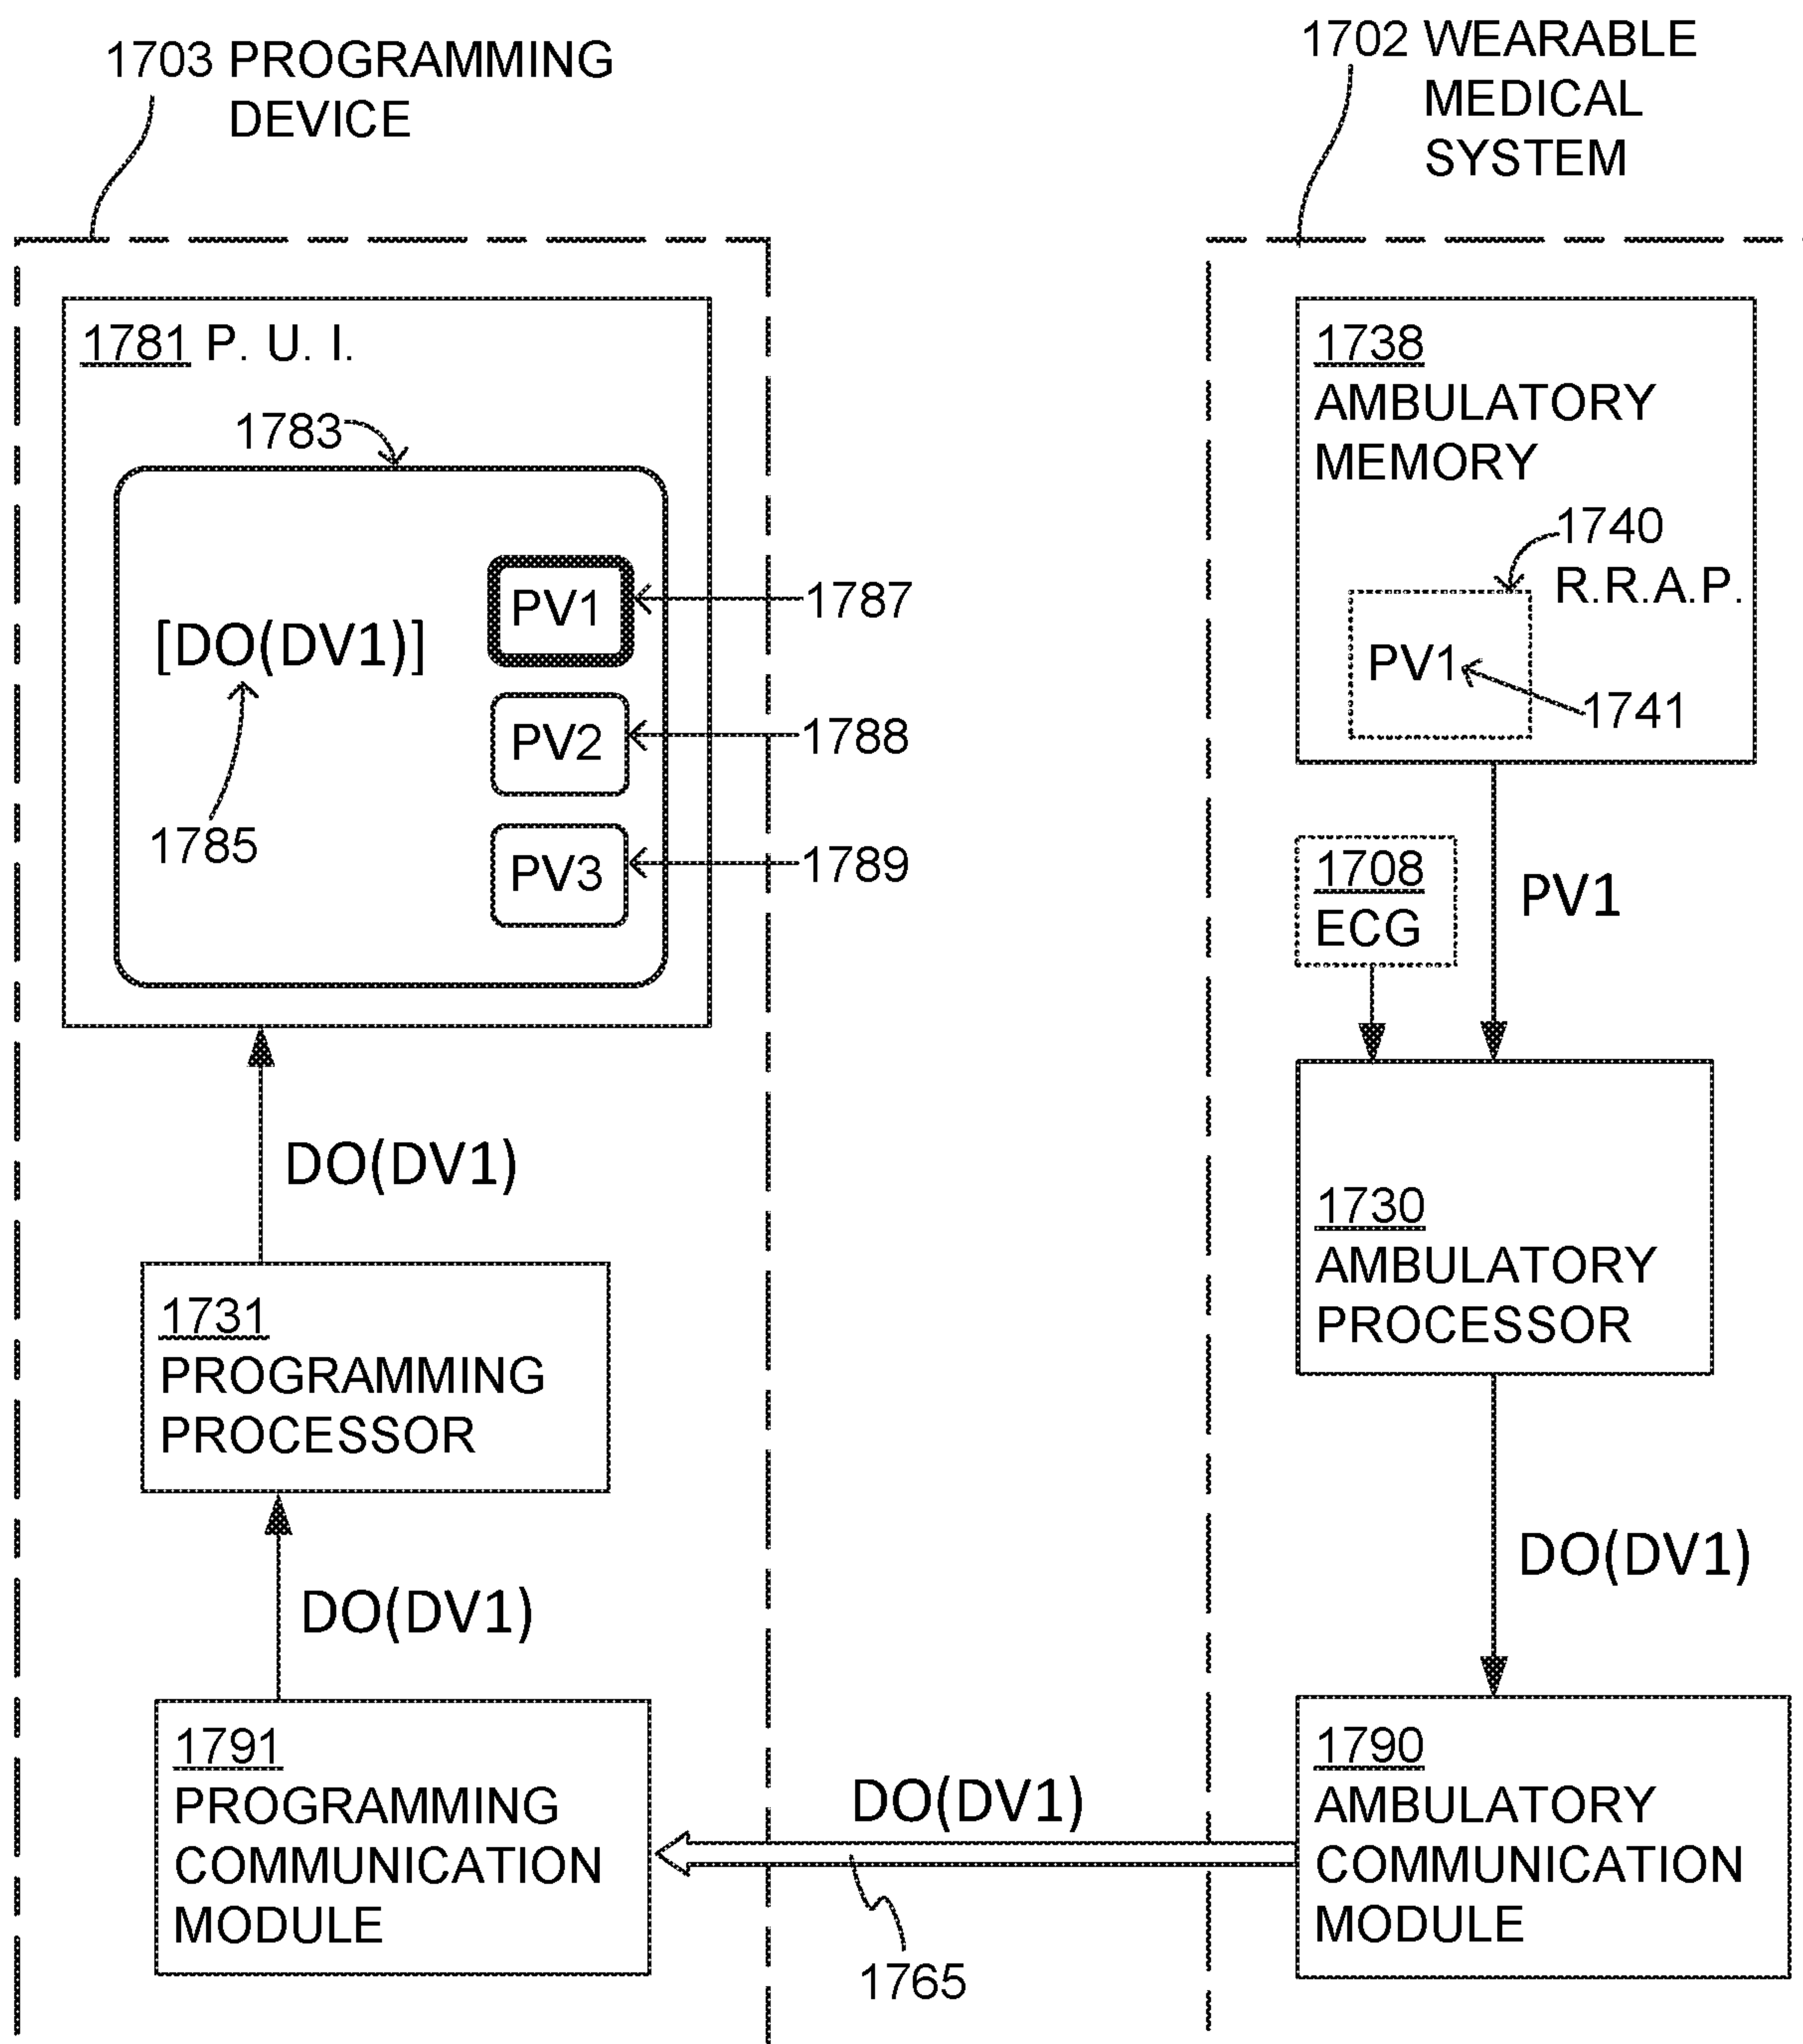 1703 PROGRAMMING
DEVICE
1702 WEARABLE
MEDICAL
SYSTEM
1781 P. U. I.
1783
[DO(DV1)]
1785
PV1
1787
PV2
1788
PV3
1789
DO(DV1)
1731
PROGRAMMING
PROCESSOR
DO(DV1)
1791
PROGRAMMING
COMMUNICATION
MODULE
DO(DV1)
1765
1738
AMBULATORY
MEMORY
1740
R.R.A.P.
PV1
1741
1708
ECG
PV1
1730
AMBULATORY
PROCESSOR
DO(DV1)
1790
AMBULATORY
COMMUNICATION
MODULE